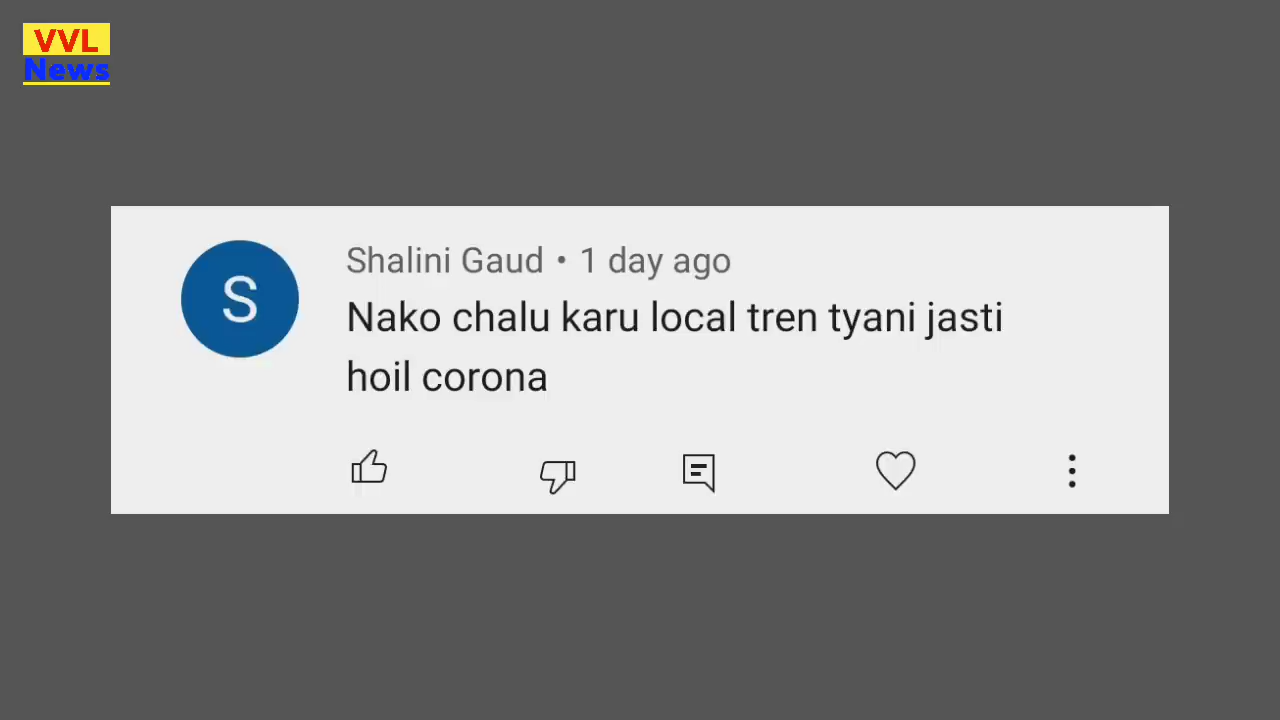 VVL
News
S
Shalini Gaud • 1 day ago
Nako chalu karu local tren tyani jasti
hoil corona